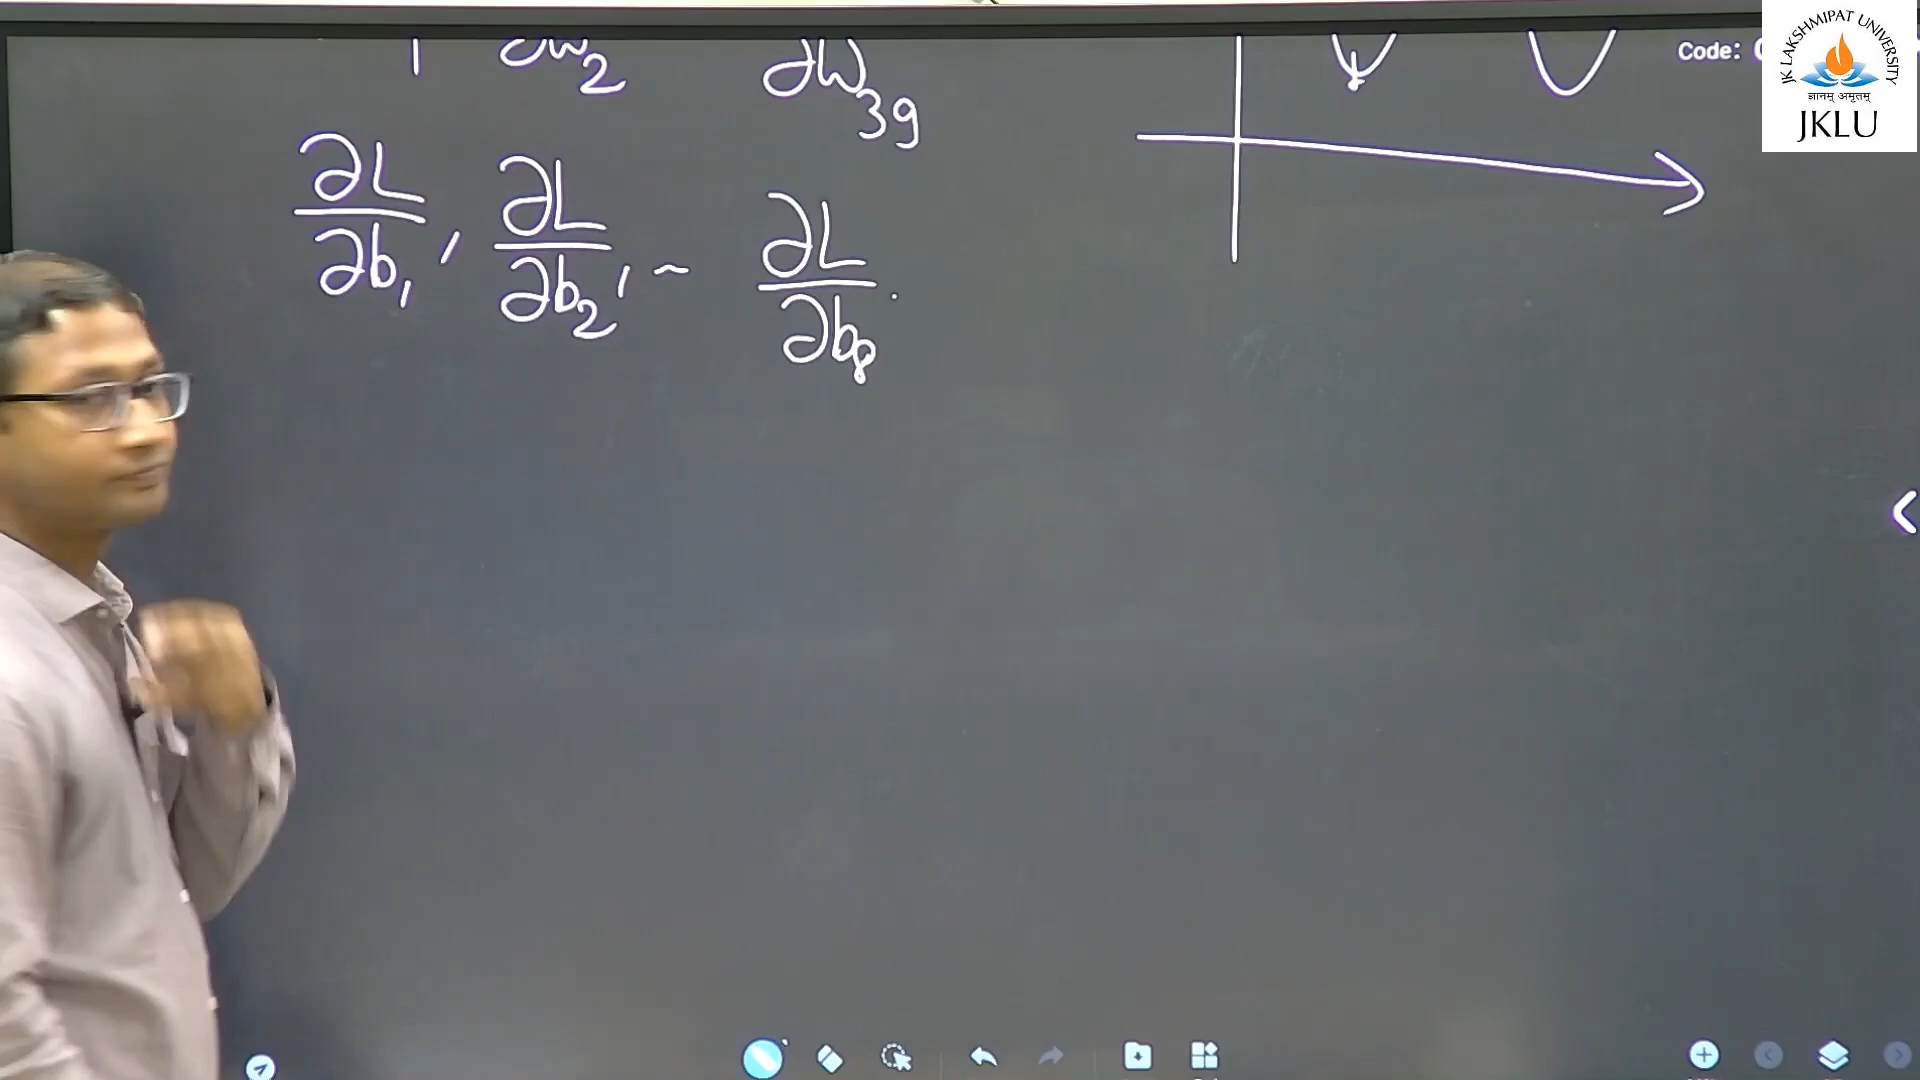 ∂w₂ ∂w₃₉
∂L/∂b₁ , ∂L/∂b₂ , ~ ∂L/∂b₈ .
Code:
JK LAKSHMIPAT UNIVERSITY
ज्ञानम् अमृतम्
JKLU